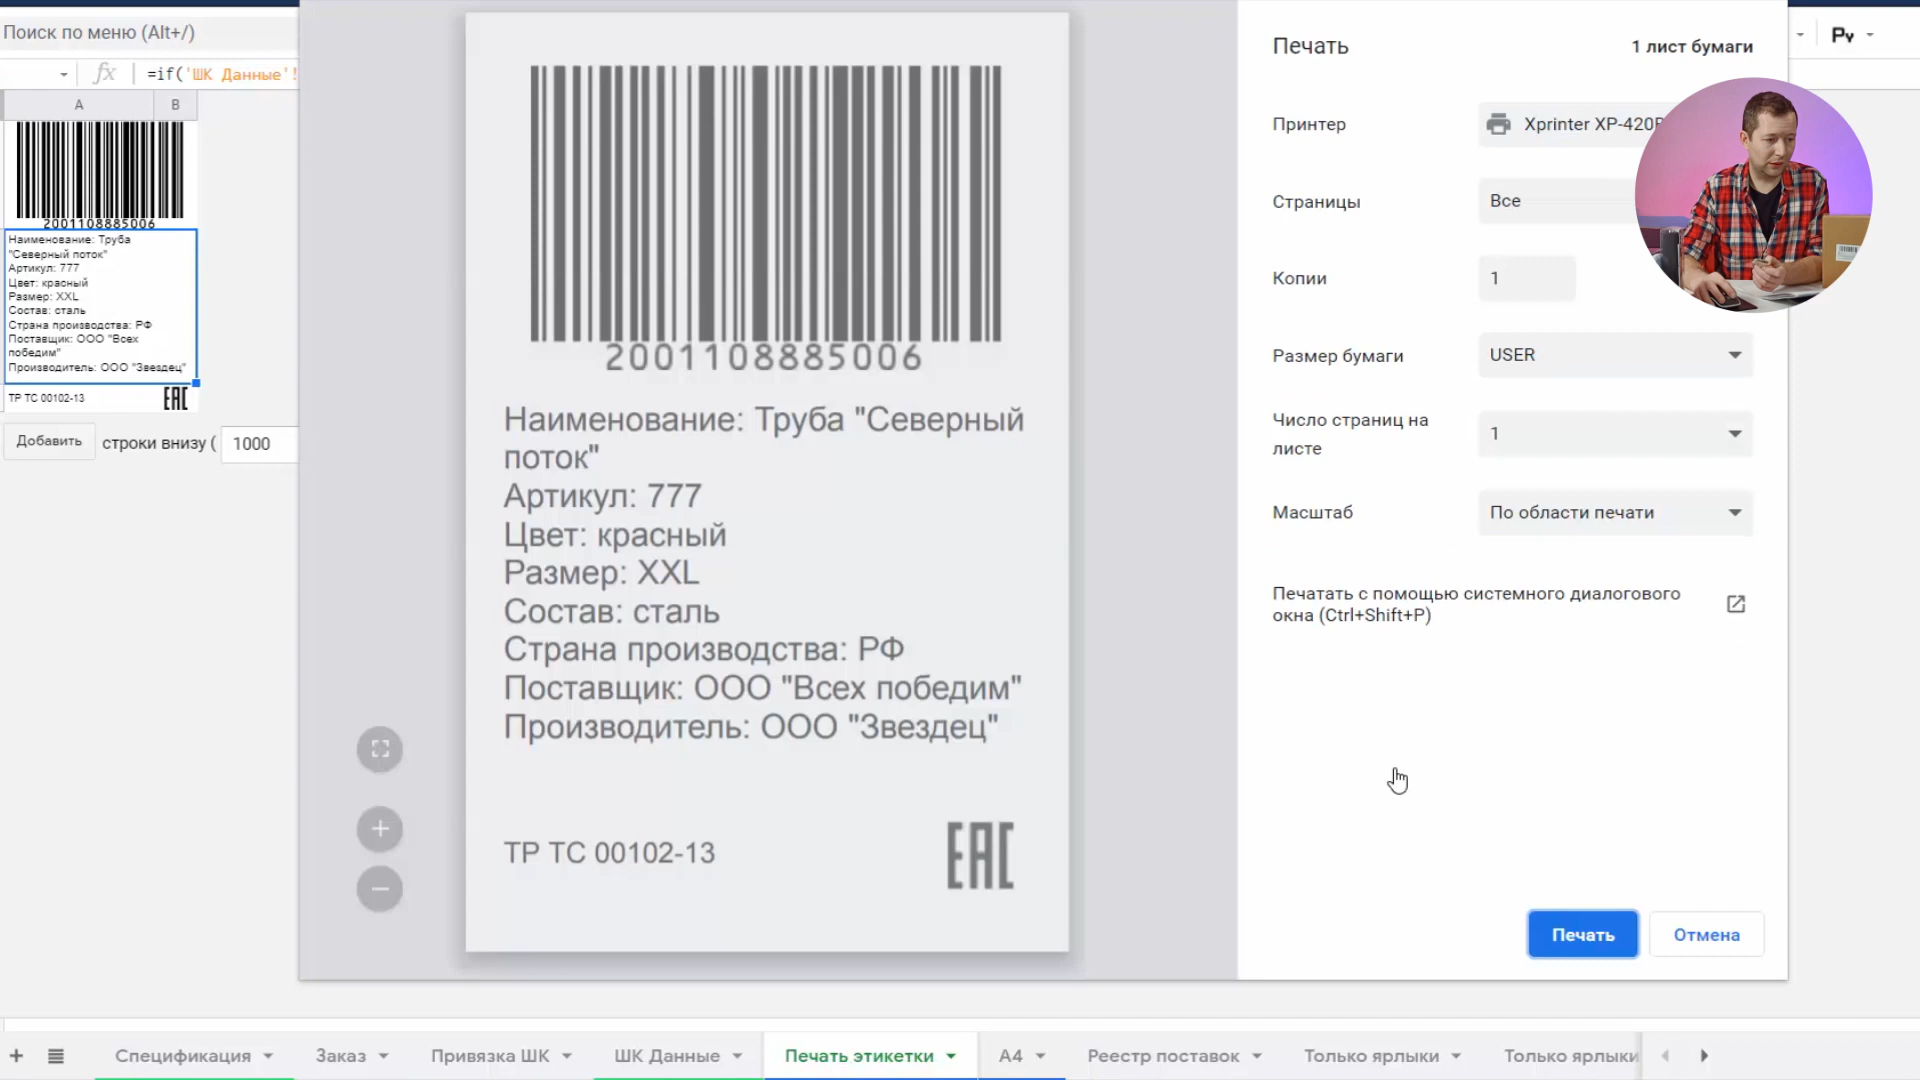 Поиск по меню (Alt+/)
fx =if('ШК Данные'!
A B
2001108885006
Наименование: Труба
"Северный поток"
Артикул: 777
Цвет: красный
Размер: XXL
Состав: сталь
Страна производства: РФ
Поставщик: ООО "Всех
победим"
Производитель: ООО "Звездец"
ТР ТС 00102-13
EAC
Добавить строки внизу ( 1000
2001108885006
Наименование: Труба "Северный
поток"
Артикул: 777
Цвет: красный
Размер: XXL
Состав: сталь
Страна производства: РФ
Поставщик: ООО "Всех победим"
Производитель: ООО "Звездец"
ТР ТС 00102-13
EAC
Печать
1 лист бумаги
Принтер
Xprinter XP-420
Страницы
Все
Копии
1
Размер бумаги
USER
Число страниц на
листе
1
Масштаб
По области печати
Печатать с помощью системного диалогового
окна (Ctrl+Shift+P)
Печать
Отмена
Ру
+ Спецификация Заказ Привязка ШК ШК Данные Печать этикетки А4 Реестр поставок Только ярлыки Только ярлыки